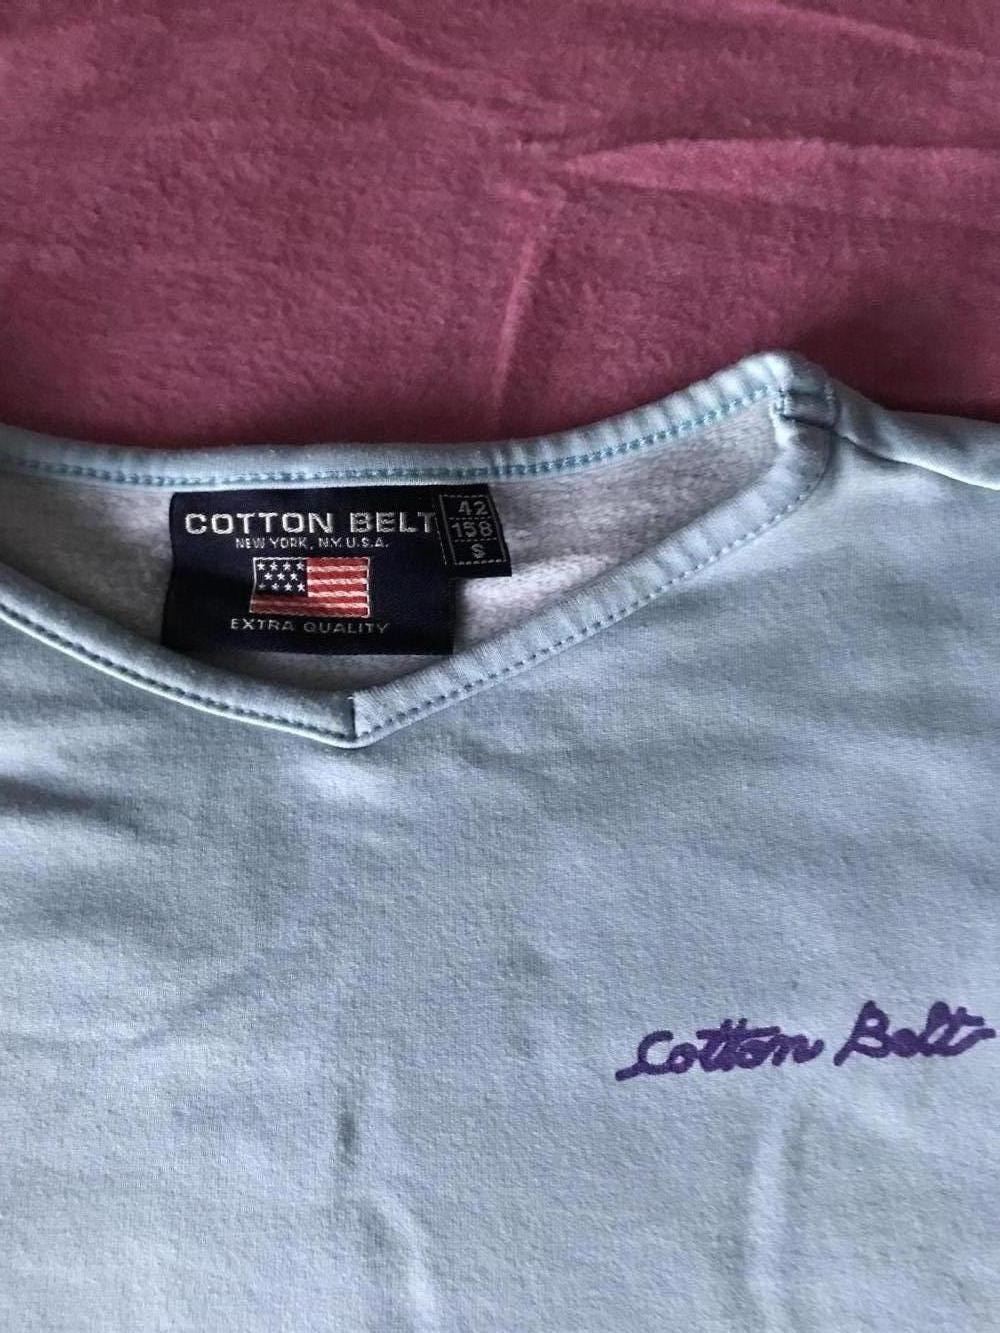 COTTON BELT
NEW YORK, N.Y. U.S.A.
EXTRA QUALITY
42
158
S
Cotton Belt